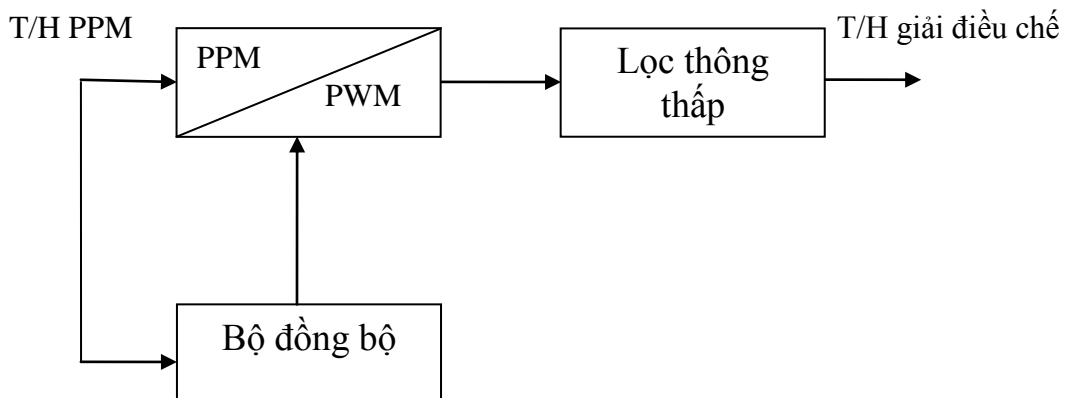 T/H PPM
PPM
PWM
Lọc thông
thấp
T/H giải điều chế
Bộ đồng bộ